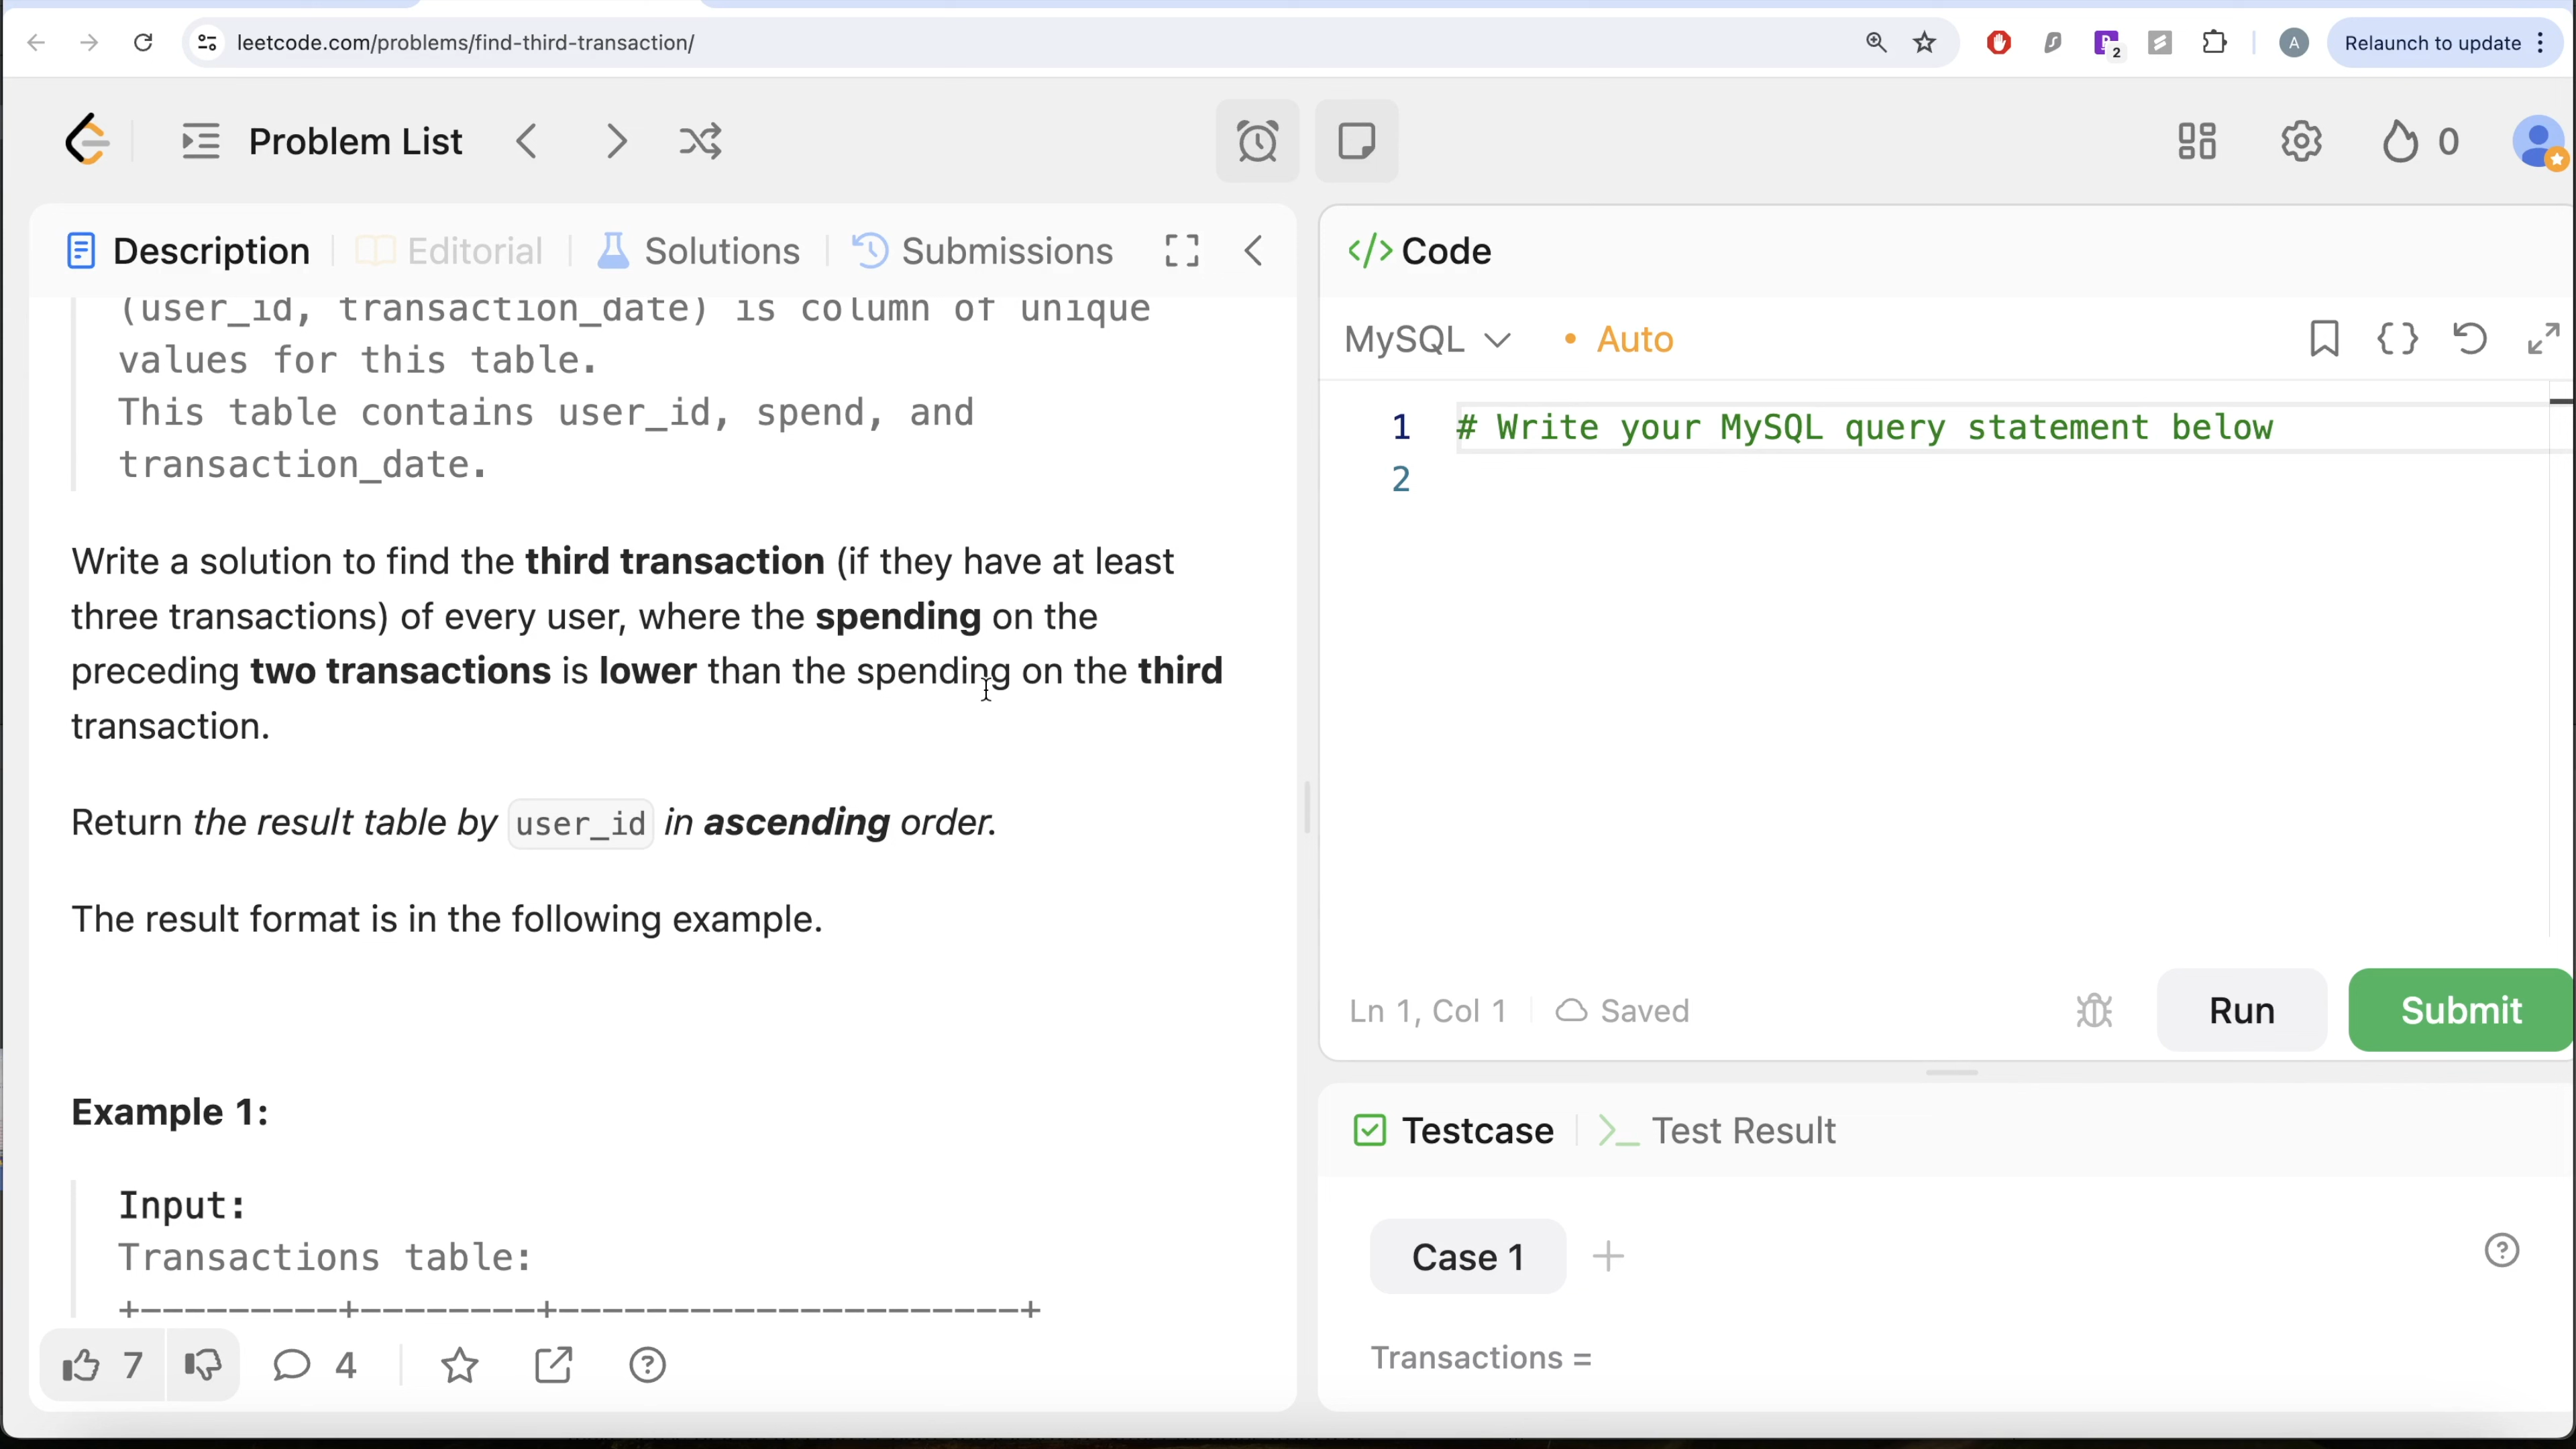 leetcode.com/problems/find-third-transaction/
2
A
Relaunch to update
Problem List
0
Description
Editorial
Solutions
Submissions
(user_id, transaction_date) is column of unique
values for this table.
This table contains user_id, spend, and
transaction_date.
Write a solution to find the third transaction (if they have at least
three transactions) of every user, where the spending on the
preceding two transactions is lower than the spending on the third
transaction.
Return the result table by user_id in ascending order.
The result format is in the following example.
Example 1:
Input:
Transactions table:
+---------+--------+---------------------+
7
4
</> Code
MySQL
• Auto
1 # Write your MySQL query statement below
2
Ln 1, Col 1
Saved
Run
Submit
Testcase
>_ Test Result
Case 1 +
Transactions =